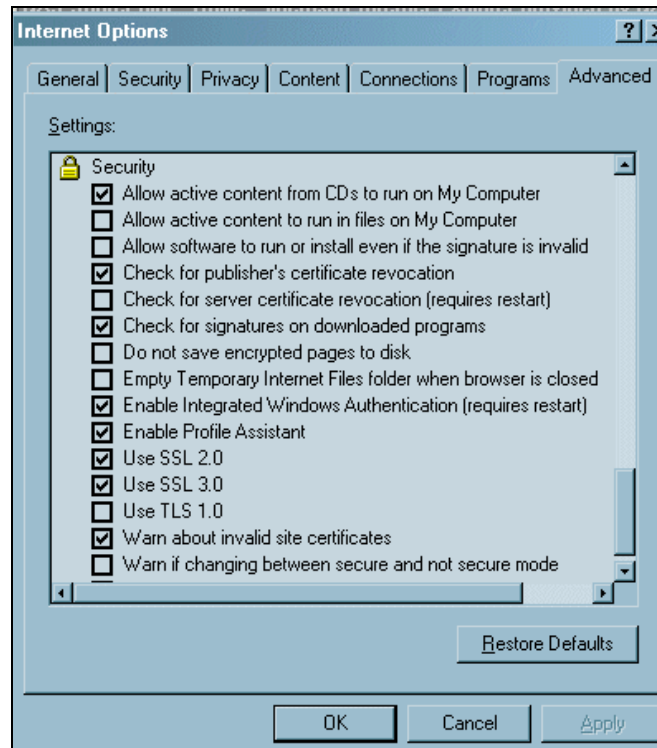 Internet Options
General Security Privacy Content Connections Programs Advanced
Settings:
Security
Allow active content from CDs to run on My Computer
Allow active content to run in files on My Computer
Allow software to run or install even if the signature is invalid
Check for publisher's certificate revocation
Check for server certificate revocation (requires restart)
Check for signatures on downloaded programs
Do not save encrypted pages to disk
Empty Temporary Internet Files folder when browser is closed
Enable Integrated Windows Authentication (requires restart)
Enable Profile Assistant
Use SSL 2.0
Use SSL 3.0
Use TLS 1.0
Warn about invalid site certificates
Warn if changing between secure and not secure mode
Restore Defaults
OK Cancel Apply